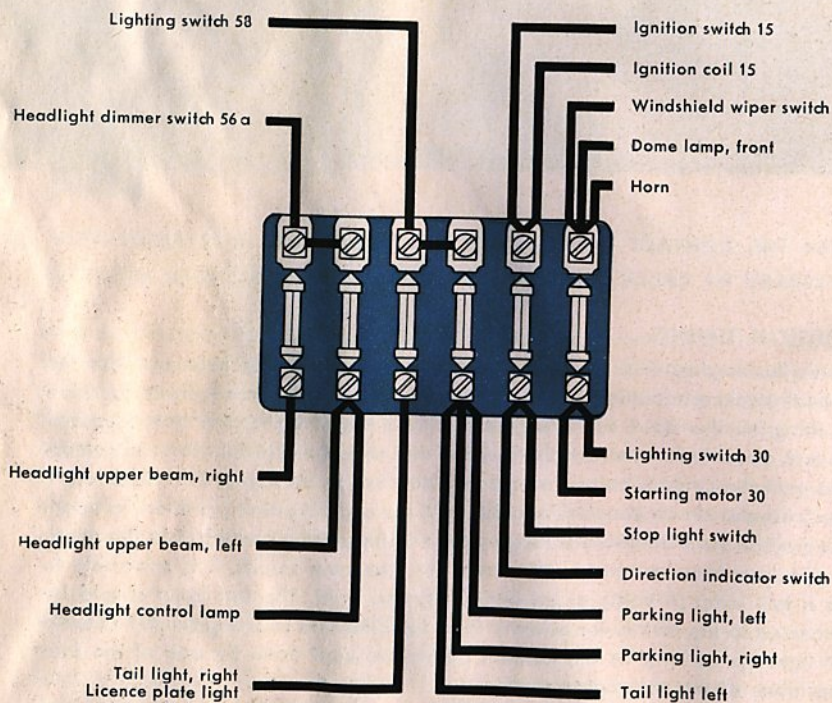 Lighting switch 58
Headlight dimmer switch 56 a
Ignition switch 15
Ignition coil 15
Windshield wiper switch
Dome lamp, front
Horn
Headlight upper beam, right
Headlight upper beam, left
Headlight control lamp
Tail light, right
Licence plate light
Lighting switch 30
Starting motor 30
Stop light switch
Direction indicator switch
Parking light, left
Parking light, right
Tail light left